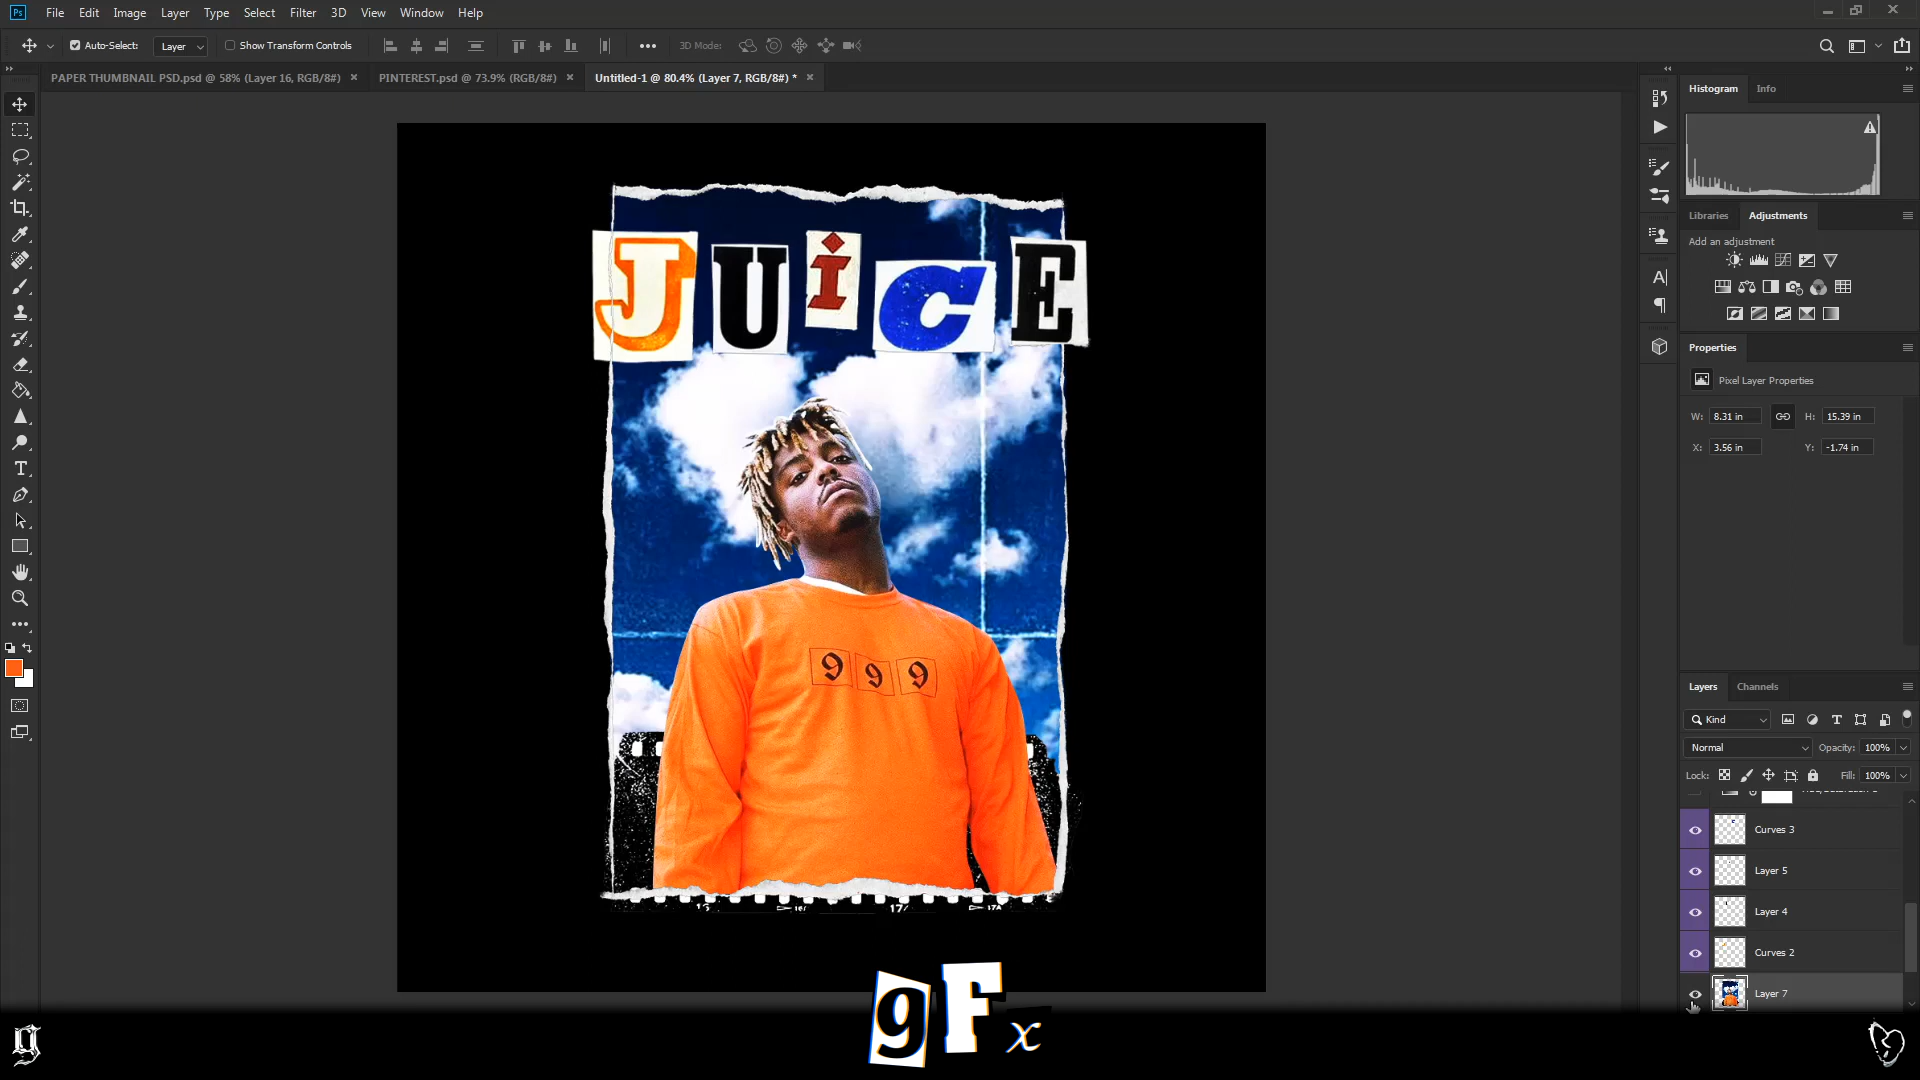 Ps File Edit Image Layer Type Select Filter 3D View Window Help
Auto-Select: Layer Show Transform Controls 3D Mode:
PAPER THUMBNAIL PSD.psd @ 58% (Layer 16, RGB/8#) × PINTEREST.psd @ 73.9% (RGB/8#) × Untitled-1 @ 80.4% (Layer 7, RGB/8#) * ×
Histogram Info
Libraries Adjustments
Add an adjustment
Properties
Pixel Layer Properties
W: 8.31 in H: 15.39 in
X: 3.56 in Y: -1.74 in
Layers Channels
Kind
Normal Opacity: 100%
Lock: Fill: 100%
Curves 3
Layer 5
Layer 4
Curves 2
Layer 7
JUiCE
999
17
17A
gFx
g